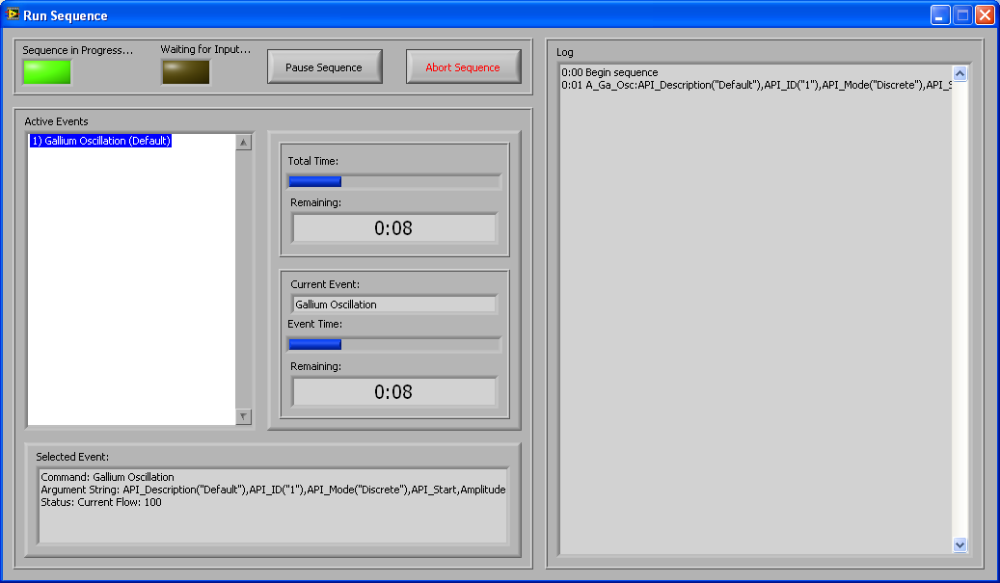 Run Sequence
Sequence in Progress...
Waiting for Input...
Pause Sequence
Abort Sequence
Active Events
1) Gallium Oscillation (Default)
Total Time:
Remaining:
0:08
Current Event:
Gallium Oscillation
Event Time:
Remaining:
0:08
Selected Event:
Command: Gallium Oscillation
Argument String: API_Description("Default"),API_ID("1"),API_Mode("Discrete"),API_Start,Amplitude
Status: Current Flow: 100
Log
0:00 Begin sequence
0:01 A_Ga_Osc:API_Description("Default"),API_ID("1"),API_Mode("Discrete"),API_S